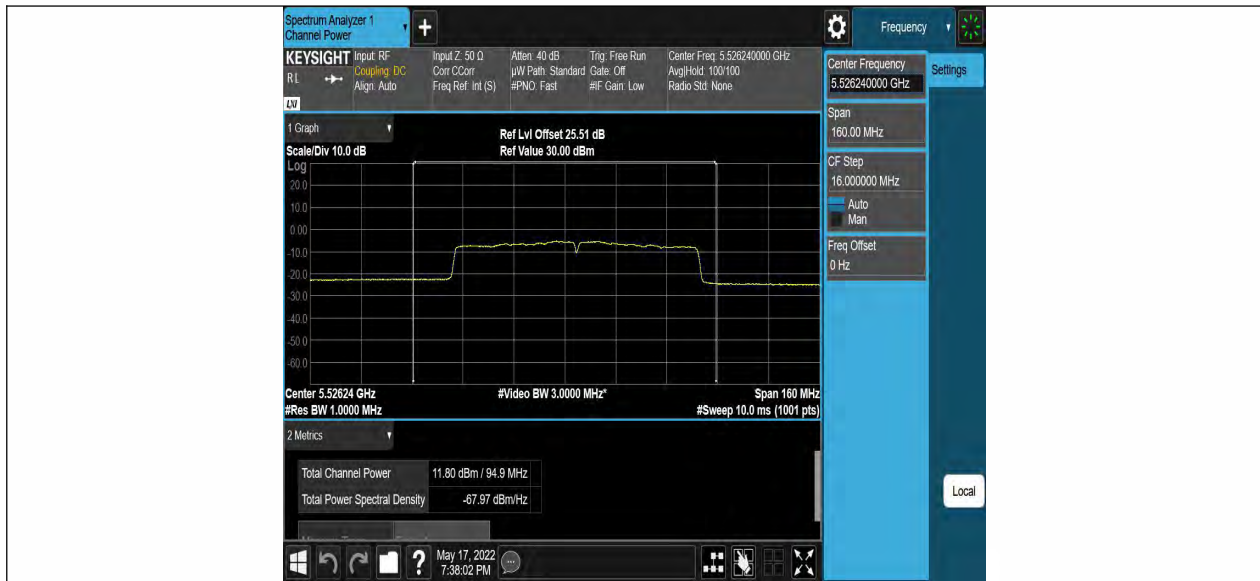 Spectrum Analyzer 1
Channel Power
+
Frequency
KEYSIGHT
RL
LXI
Input: RF
Coupling: DC
Align: Auto
Input Z: 50 Ω
Corr CCorr
Freq Ref: Int (S)
Atten: 40 dB
µW Path: Standard
#PNO: Fast
Trig: Free Run
Gate: Off
#IF Gain: Low
Center Freq: 5.526240000 GHz
Avg|Hold: 100/100
Radio Std: None
Center Frequency
5.526240000 GHz
Settings
Span
160.00 MHz
CF Step
16.000000 MHz
Auto
Man
Freq Offset
0 Hz
1 Graph
Scale/Div 10.0 dB
Ref Lvl Offset 25.51 dB
Ref Value 30.00 dBm
Log
20.0
10.0
0.00
-10.0
-20.0
-30.0
-40.0
-50.0
-60.0
Center 5.52624 GHz
#Res BW 1.0000 MHz
#Video BW 3.0000 MHz*
Span 160 MHz
#Sweep 10.0 ms (1001 pts)
2 Metrics
Total Channel Power 11.80 dBm / 94.9 MHz
Total Power Spectral Density -67.97 dBm/Hz
Local
?
May 17, 2022
7:38:02 PM